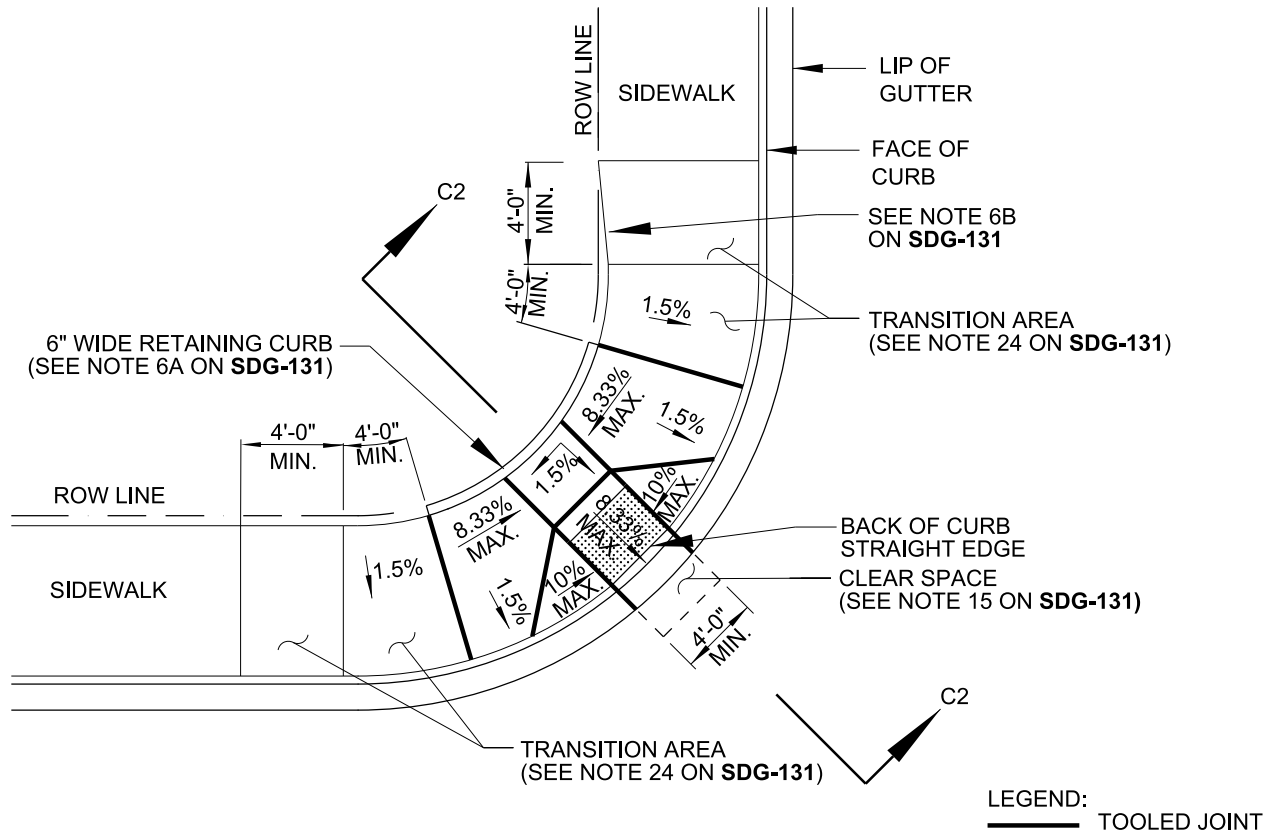 ROW LINE
SIDEWALK
LIP OF
GUTTER
FACE OF
CURB
C2
4'-0"
MIN.
SEE NOTE 6B
ON SDG-131
4'-0"
MIN.
1.5%
TRANSITION AREA
(SEE NOTE 24 ON SDG-131)
6" WIDE RETAINING CURB
(SEE NOTE 6A ON SDG-131)
8.33%
MAX.
1.5%
4'-0"
MIN.
4'-0"
MIN.
1.5%
10%
MAX.
ROW LINE
8.33%
MAX.
8.33%
MAX
BACK OF CURB
STRAIGHT EDGE
SIDEWALK
1.5%
1.5%
10%
MAX.
CLEAR SPACE
(SEE NOTE 15 ON SDG-131)
4'-0"
MIN.
C2
TRANSITION AREA
(SEE NOTE 24 ON SDG-131)
LEGEND:
TOOLED JOINT